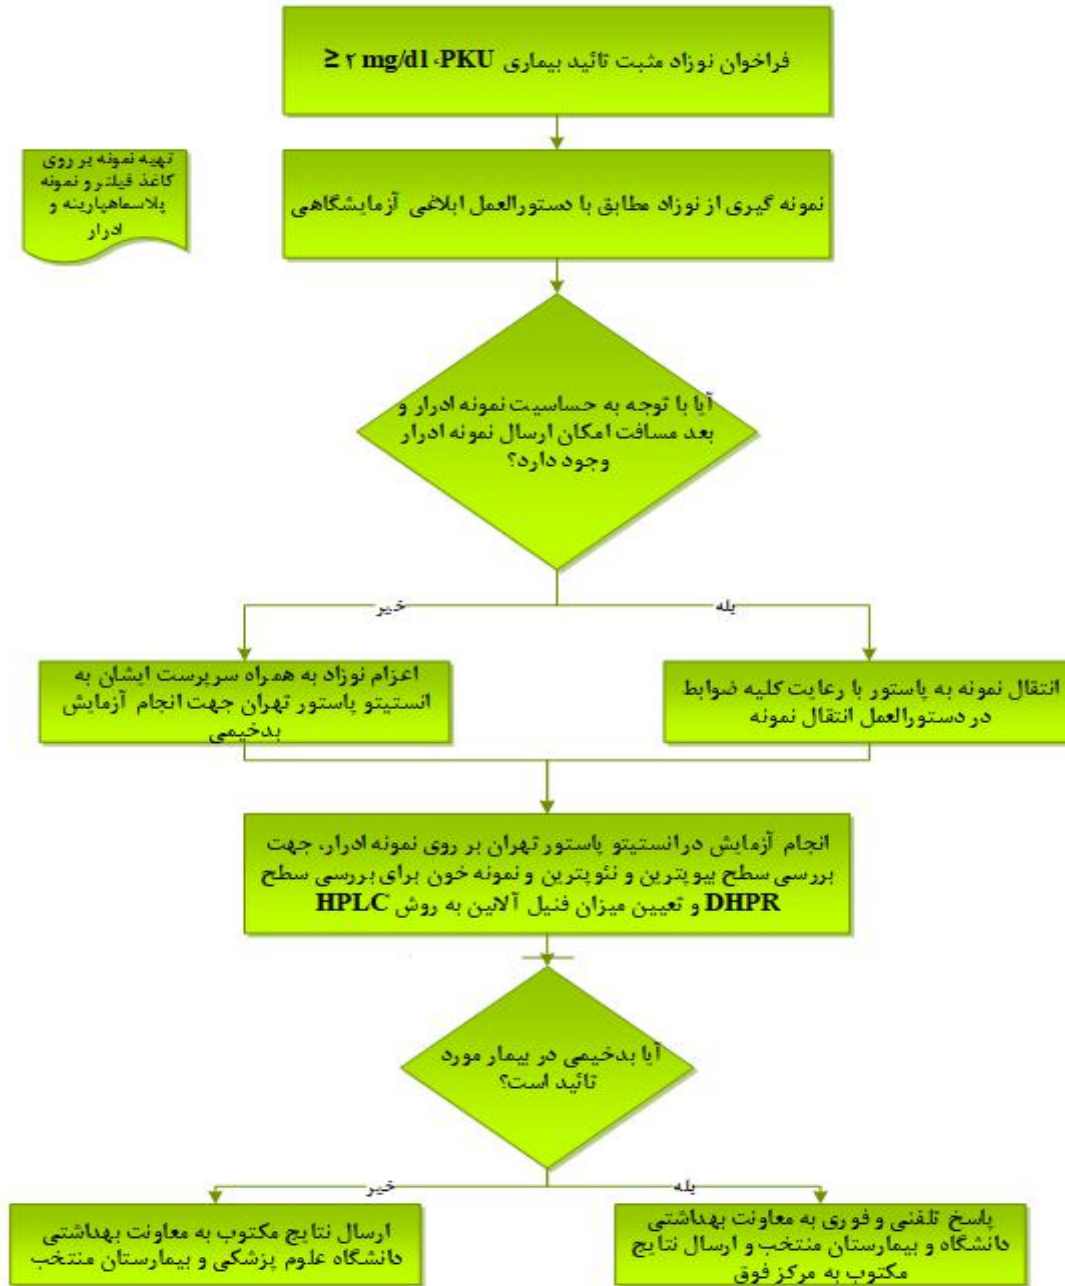 فراخوان نوزاد مثبت تائید بیماری PKU، ۲ mg/dl ≤
تهیه نمونه بر روی
کاغذ فیلتر و نمونه
پلاسماهپارینه و
ادرار
نمونه گیری از نوزاد مطابق با دستورالعمل ابلاغی آزمایشگاهی
آیا با توجه به حساسیت نمونه ادرار و
بعد مسافت امکان ارسال نمونه ادرار
وجود دارد؟
بله
خیر
انتقال نمونه به پاستور با رعایت کلیه ضوابط
در دستورالعمل انتقال نمونه
اعزام نوزاد به همراه سرپرست ایشان به
انستیتو پاستور تهران جهت انجام آزمایش
بدخیمی
انجام آزمایش در انستیتو پاستور تهران بر روی نمونه ادرار، جهت
بررسی سطح بیوپترین و نئوپترین و نمونه خون برای بررسی سطح
DHPR و تعیین میزان فنیل آلاین به روش HPLC
آیا بدخیمی در بیمار مورد
تائید است؟
بله
خیر
پاسخ تلفنی و فوری به معاونت بهداشتی
دانشگاه و بیمارستان منتخب و ارسال نتایج
مکتوب به مرکز فوق
ارسال نتایج مکتوب به معاونت بهداشتی
دانشگاه علوم پزشکی و بیمارستان منتخب